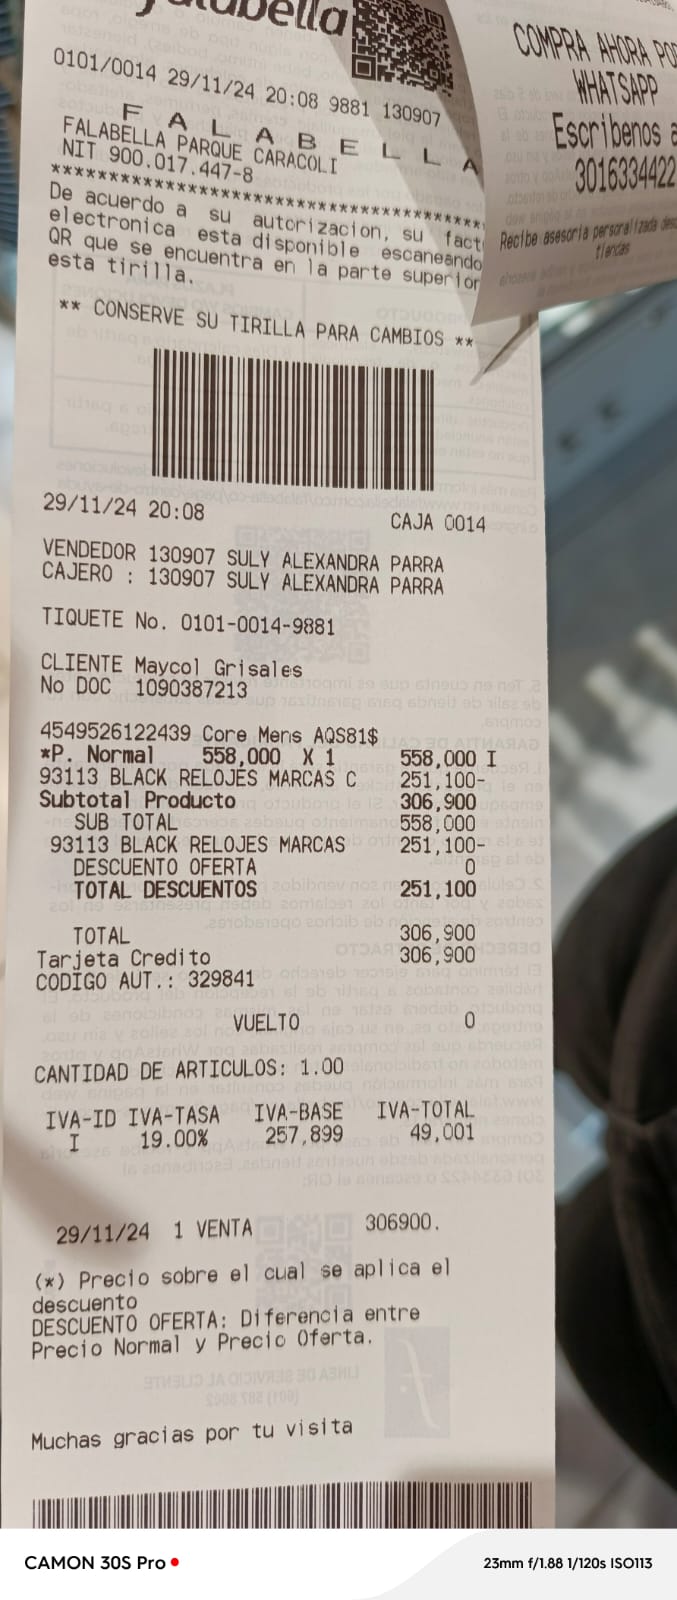 falabella
0101/0014 29/11/24 20:08 9881 130907
F A L A B E L L A
FALABELLA PARQUE CARACOLI
NIT 900.017.447-8
****************************************
De acuerdo a su autorizacion, su fact
electronica esta disponible escaneando
QR que se encuentra en la parte superior
esta tirilla.
** CONSERVE SU TIRILLA PARA CAMBIOS **
29/11/24 20:08 CAJA 0014
VENDEDOR 130907 SULY ALEXANDRA PARRA
CAJERO : 130907 SULY ALEXANDRA PARRA
TIQUETE No. 0101-0014-9881
CLIENTE Maycol Grisales
No DOC 1090387213
4549526122439 Core Mens AQS81$
*P. Normal 558,000 X 1 558,000 I
93113 BLACK RELOJES MARCAS C 251,100-
Subtotal Producto 306,900
SUB TOTAL 558,000
93113 BLACK RELOJES MARCAS 251,100-
DESCUENTO OFERTA 0
TOTAL DESCUENTOS 251,100
TOTAL 306,900
Tarjeta Credito 306,900
CODIGO AUT.: 329841
VUELTO 0
CANTIDAD DE ARTICULOS: 1.00
IVA-ID IVA-TASA IVA-BASE IVA-TOTAL
I 19.00% 257,899 49,001
29/11/24 1 VENTA 306900.
(*) Precio sobre el cual se aplica el
descuento
DESCUENTO OFERTA: Diferencia entre
Precio Normal y Precio Oferta.
Muchas gracias por tu visita
COMPRA AHORA PO
WHATSAPP
Escribenos a
3016334422
Recibe asesoria personalizada des
tiendas
CAMON 30S Pro
23mm f/1.88 1/120s ISO113